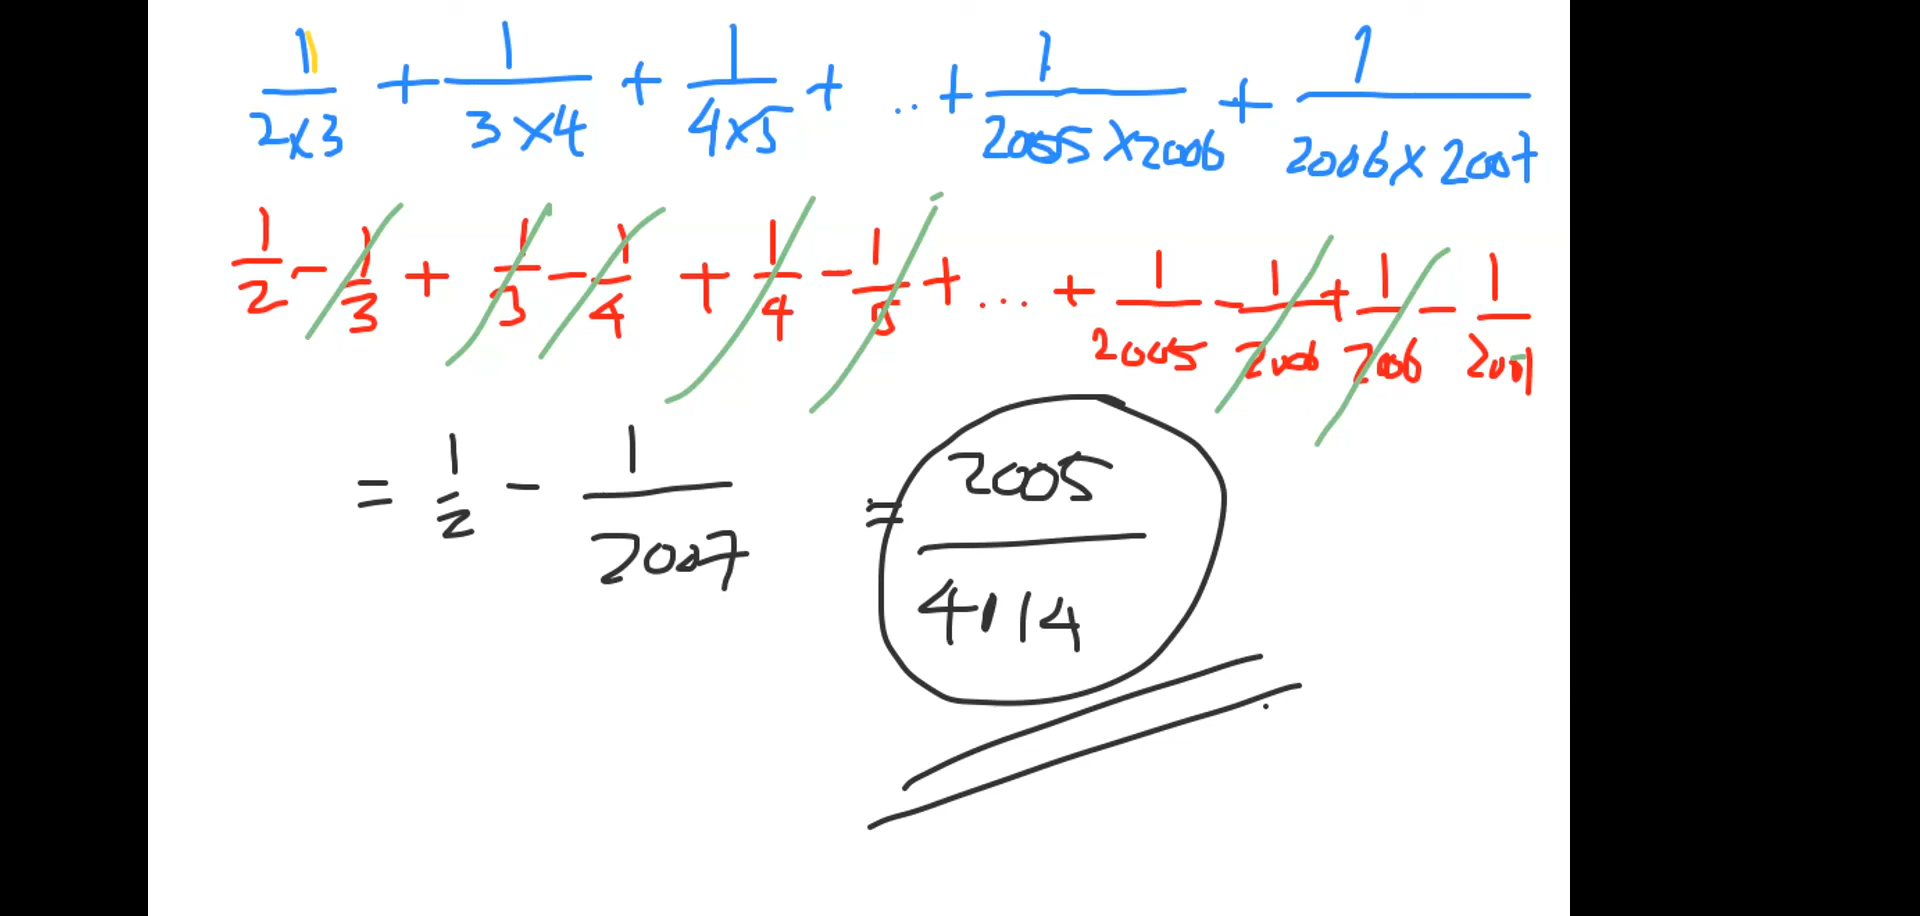 1/2×3 + 1/3×4 + 1/4×5 + .. + 1/2005×2006 + 1/2006×2007
1/2 - 1/3 + 1/3 - 1/4 + 1/4 - 1/5 + ... + 1/2005 - 1/2006 + 1/2006 - 1/2007
= 1/2 - 1/2007 = 2005/4114